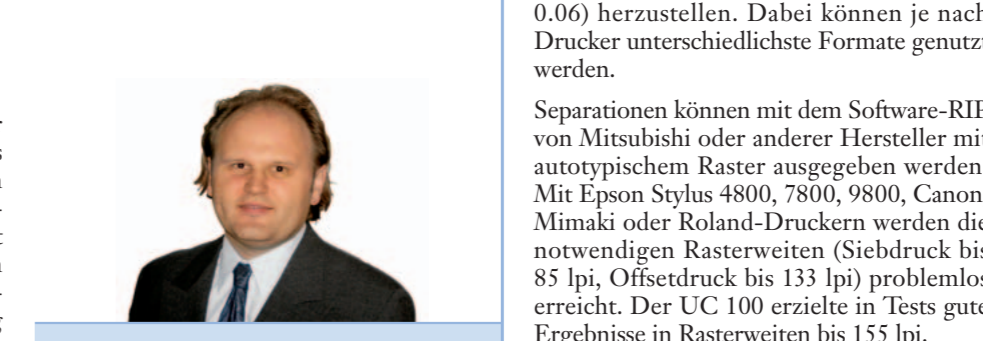 0.06) herzustellen. Dabei können je nach
Drucker unterschiedlichste Formate genutzt
werden.
Separationen können mit dem Software-RIP
von Mitsubishi oder anderer Hersteller mit
autotypischem Raster ausgegeben werden.
Mit Epson Stylus 4800, 7800, 9800, Canon,
Mimaki oder Roland-Druckern werden die
notwendigen Rasterweiten (Siebdruck bis
85 lpi, Offsetdruck bis 133 lpi) problemlos
erreicht. Der UC 100 erzielte in Tests gute
Ergebnisse in Rasterweiten bis 155 lpi.